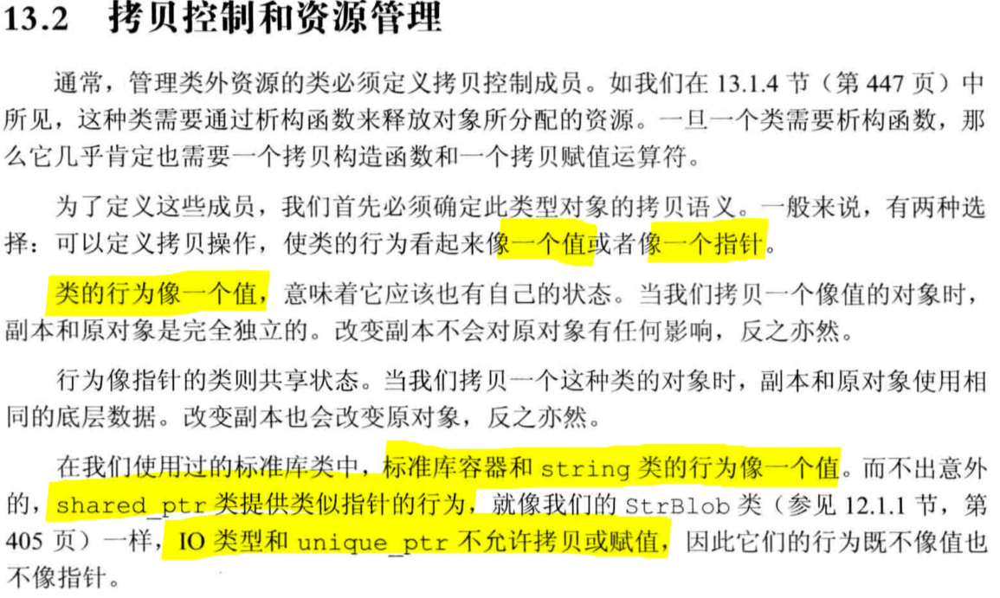 13.2 拷贝控制和资源管理
通常，管理类外资源的类必须定义拷贝控制成员。如我们在 13.1.4 节（第 447 页）中
所见，这种类需要通过析构函数来释放对象所分配的资源。一旦一个类需要析构函数，那
么它几乎肯定也需要一个拷贝构造函数和一个拷贝赋值运算符。
为了定义这些成员，我们首先必须确定此类型对象的拷贝语义。一般来说，有两种选
择：可以定义拷贝操作，使类的行为看起来像一个值或者像一个指针。
类的行为像一个值，意味着它应该也有自己的状态。当我们拷贝一个像值的对象时，
副本和原对象是完全独立的。改变副本不会对原对象有任何影响，反之亦然。
行为像指针的类则共享状态。当我们拷贝一个这种类的对象时，副本和原对象使用相
同的底层数据。改变副本也会改变原对象，反之亦然。
在我们使用过的标准库类中，标准库容器和 string 类的行为像一个值。而不出意外
的，shared_ptr 类提供类似指针的行为，就像我们的 StrBlob 类（参见 12.1.1 节，第
405 页）一样，IO 类型和 unique_ptr 不允许拷贝或赋值，因此它们的行为既不像值也
不像指针。